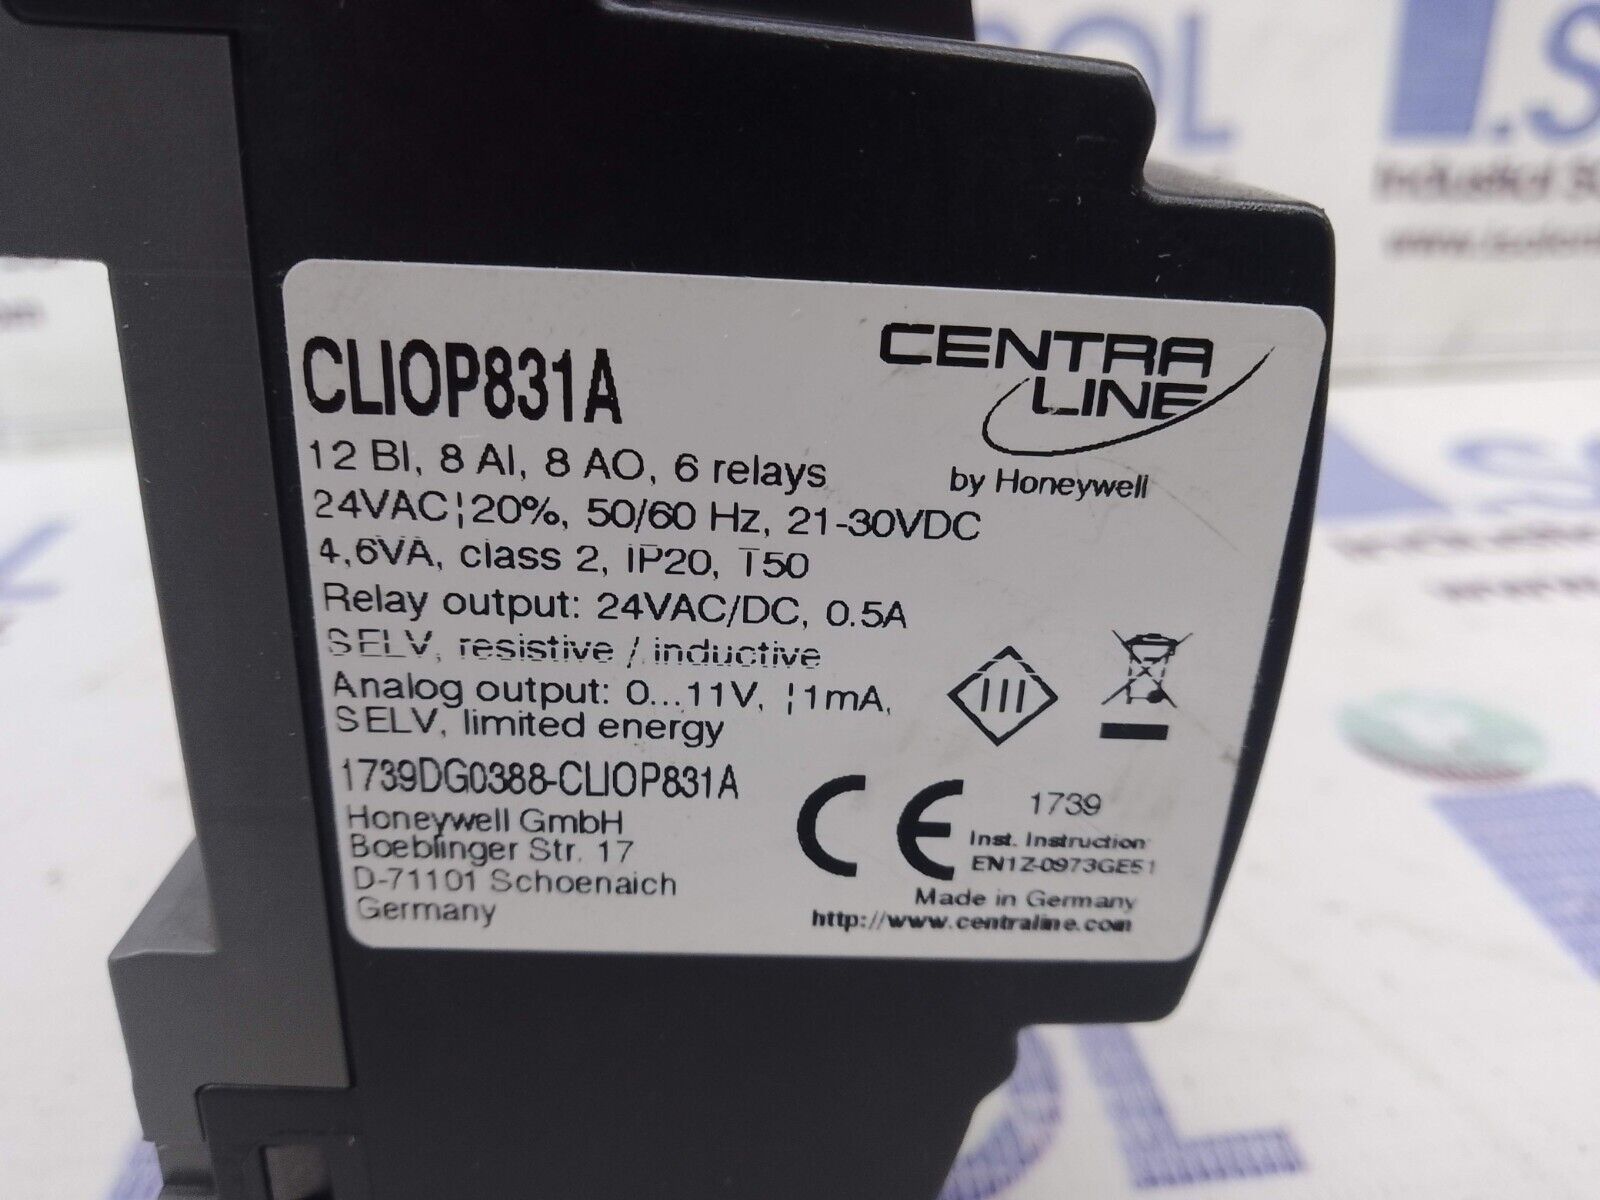 CLIOP831A
12 BI, 8 AI, 8 AO, 6 relays
24VAC¦20%, 50/60 Hz, 21-30VDC
4,6VA, class 2, IP20, T50
Relay output: 24VAC/DC, 0.5A
SELV, resistive / inductive
Analog output: 0...11V, ¦1mA,
SELV, limited energy
1739DG0388-CLIOP831A
Honeywell GmbH
Boeblinger Str. 17
D-71101 Schoenaich
Germany
CENTRA
LINE
by Honeywell
III
CE
1739
Inst. Instruction
EN1Z-0973GE51
Made in Germany
http://www.centraline.com